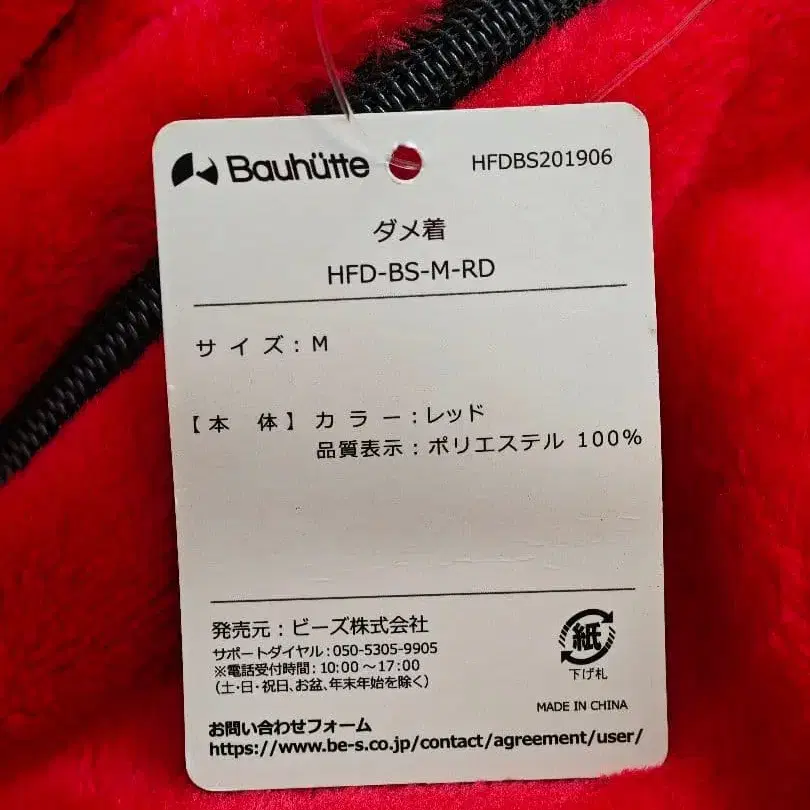 Bauhütte
HFDBS201906
ダメ着
HFD-BS-M-RD
サイズ: M
【本 体】カラー:レッド
品質表示:ポリエステル 100%
発売元:ビーズ株式会社
サポートダイヤル:050-5305-9905
※電話受付時間:10:00~17:00
(土・日・祝日、お盆、年末年始を除く)
紙
下げ札
MADE IN CHINA
お問い合わせフォーム
https://www.be-s.co.jp/contact/agreement/user/